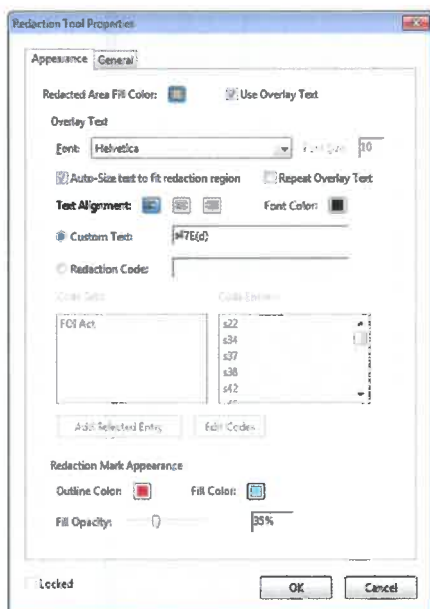 Redaction Tool Properties
Appearance General
Redacted Area Fill Color: Use Overlay Text
Overlay Text
Font: Helvetica Font Size: 10
Auto-Size text to fit redaction region Repeat Overlay Text
Text Alignment: Font Color:
Custom Text: s47E(d)
Redaction Code:
Code Sets: Code Entries:
FOI Act s22
s34
s37
s38
s42
Add Selected Entry Edit Codes
Redaction Mark Appearance
Outline Color: Fill Color:
Fill Opacity: 35%
Locked OK Cancel